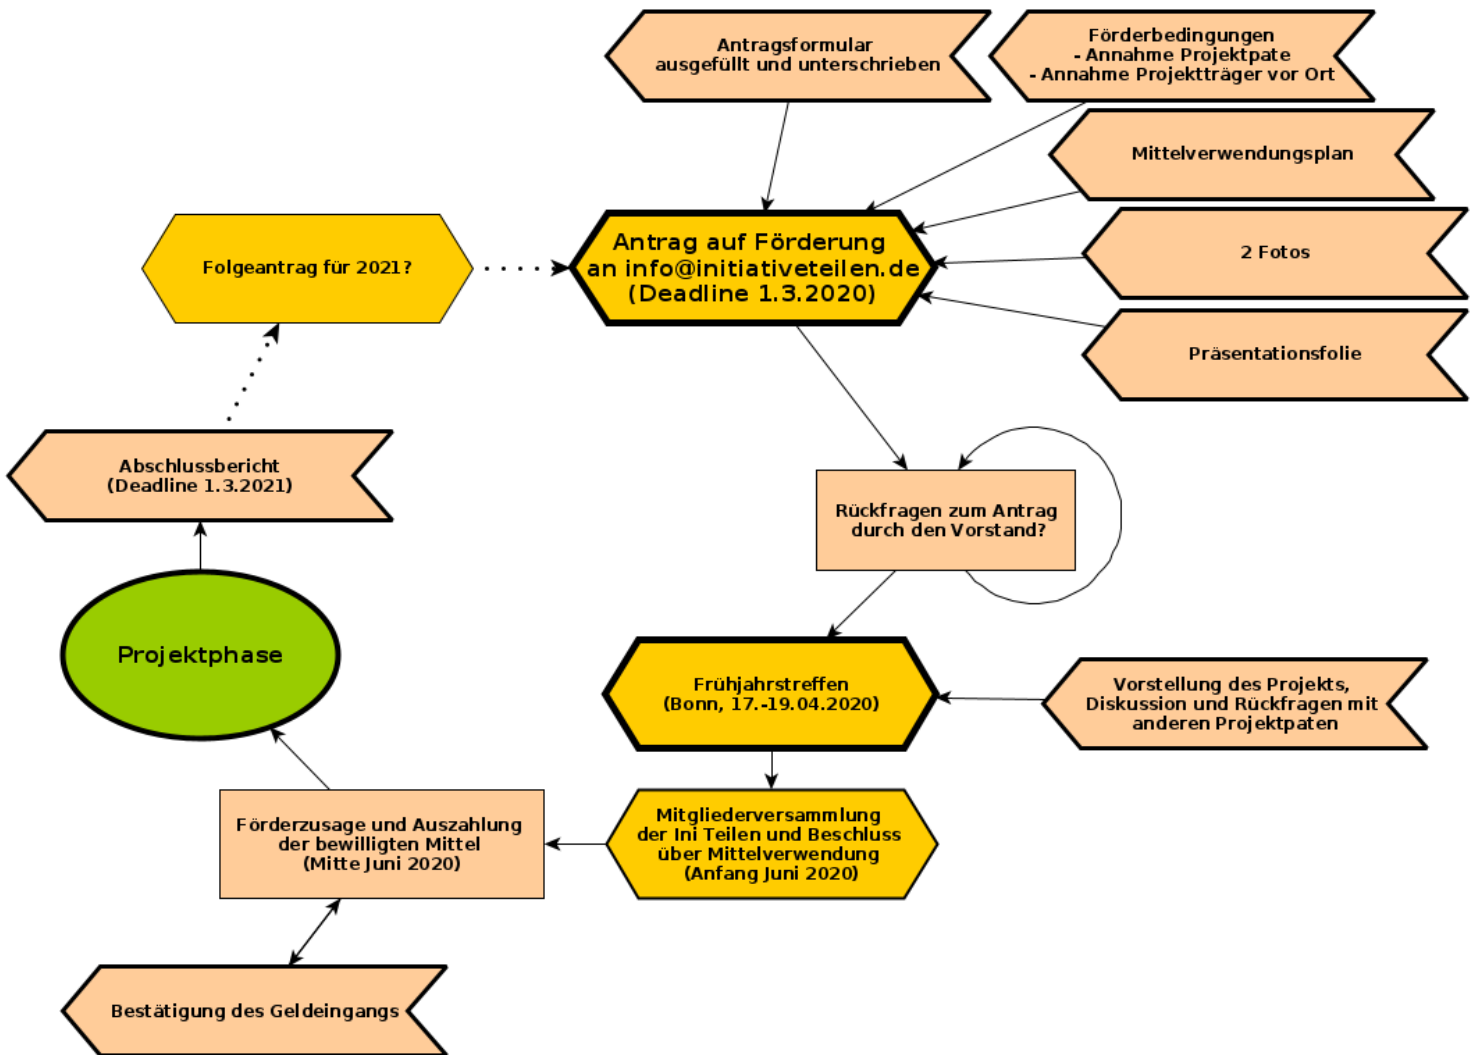 Antragsformular
ausgefüllt und unterschrieben
Förderbedingungen
- Annahme Projektpate
- Annahme Projektträger vor Ort
Mittelverwendungsplan
2 Fotos
Präsentationsfolie
Antrag auf Förderung
an info@initiativeteilen.de
(Deadline 1.3.2020)
Folgeantrag für 2021?
Abschlussbericht
(Deadline 1.3.2021)
Rückfragen zum Antrag
durch den Vorstand?
Projektphase
Frühjahrstreffen
(Bonn, 17.-19.04.2020)
Vorstellung des Projekts,
Diskussion und Rückfragen mit
anderen Projektpaten
Mitgliederversammlung
der Ini Teilen und Beschluss
über Mittelverwendung
(Anfang Juni 2020)
Förderzusage und Auszahlung
der bewilligten Mittel
(Mitte Juni 2020)
Bestätigung des Geldeingangs